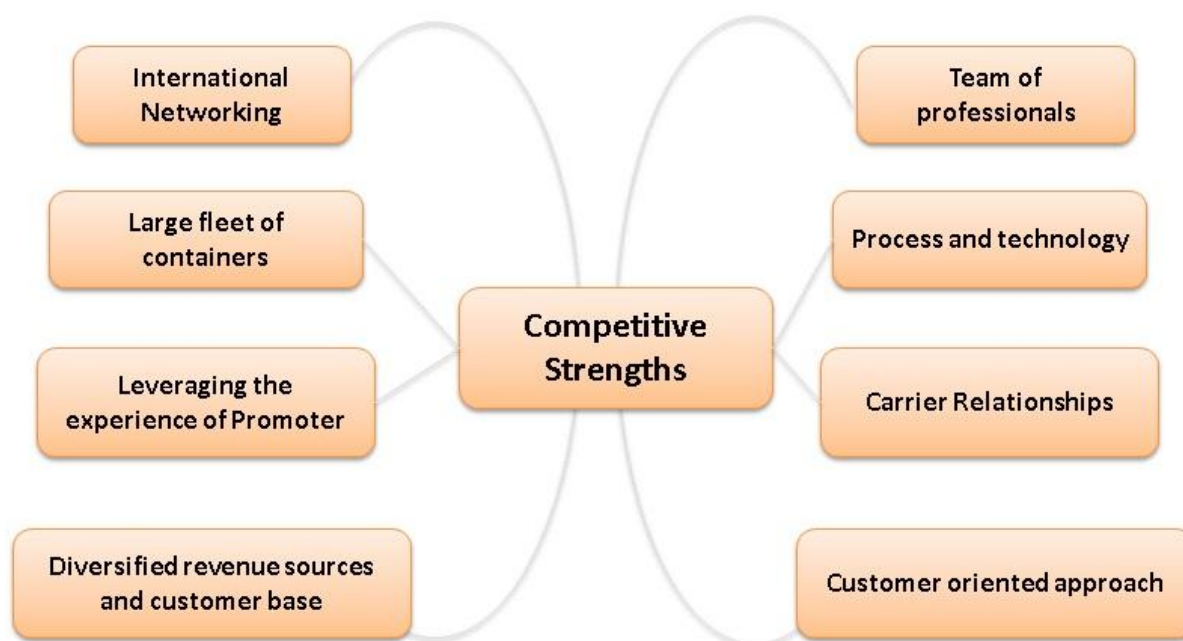 International
Networking
Large fleet of
containers
Leveraging the
experience of Promoter
Diversified revenue sources
and customer base
Competitive
Strengths
Team of
professionals
Process and technology
Carrier Relationships
Customer oriented approach